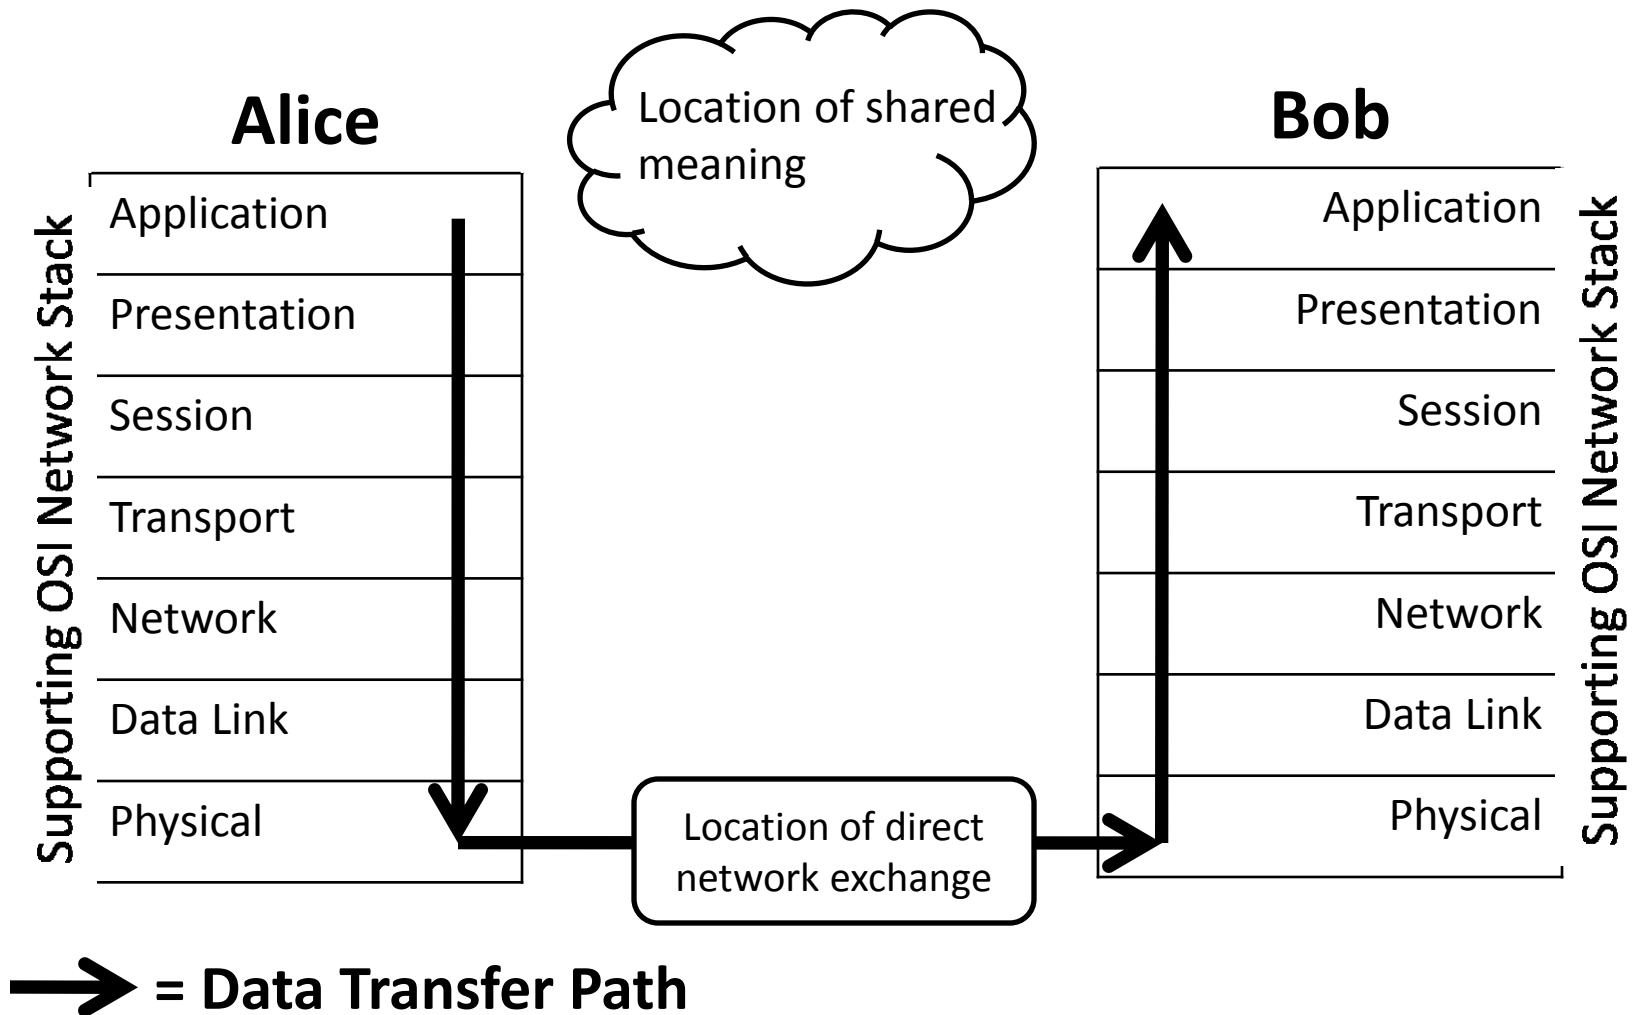 Alice
Supporting OSI Network Stack
Application
Presentation
Session
Transport
Network
Data Link
Physical
Location of shared
meaning
Location of direct
network exchange
Bob
Application
Presentation
Session
Transport
Network
Data Link
Physical
Supporting OSI Network Stack
= Data Transfer Path